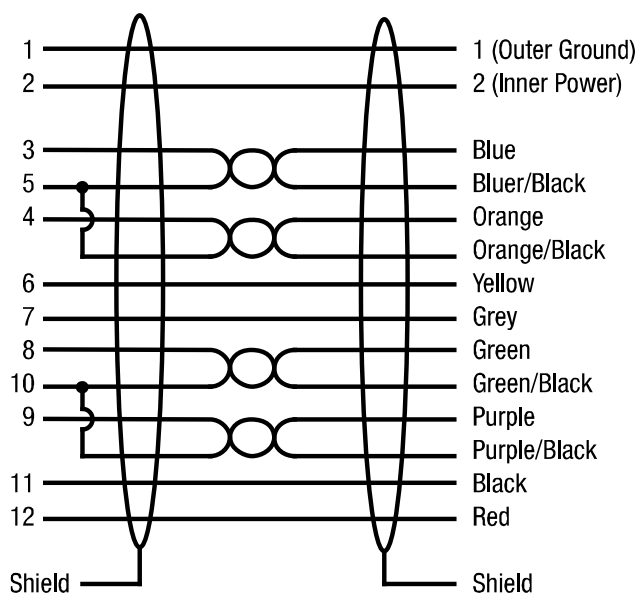 1 1 (Outer Ground)
2 2 (Inner Power)
3 Blue
5 Bluer/Black
4 Orange
Orange/Black
6 Yellow
7 Grey
8 Green
10 Green/Black
9 Purple
Purple/Black
11 Black
12 Red
Shield Shield